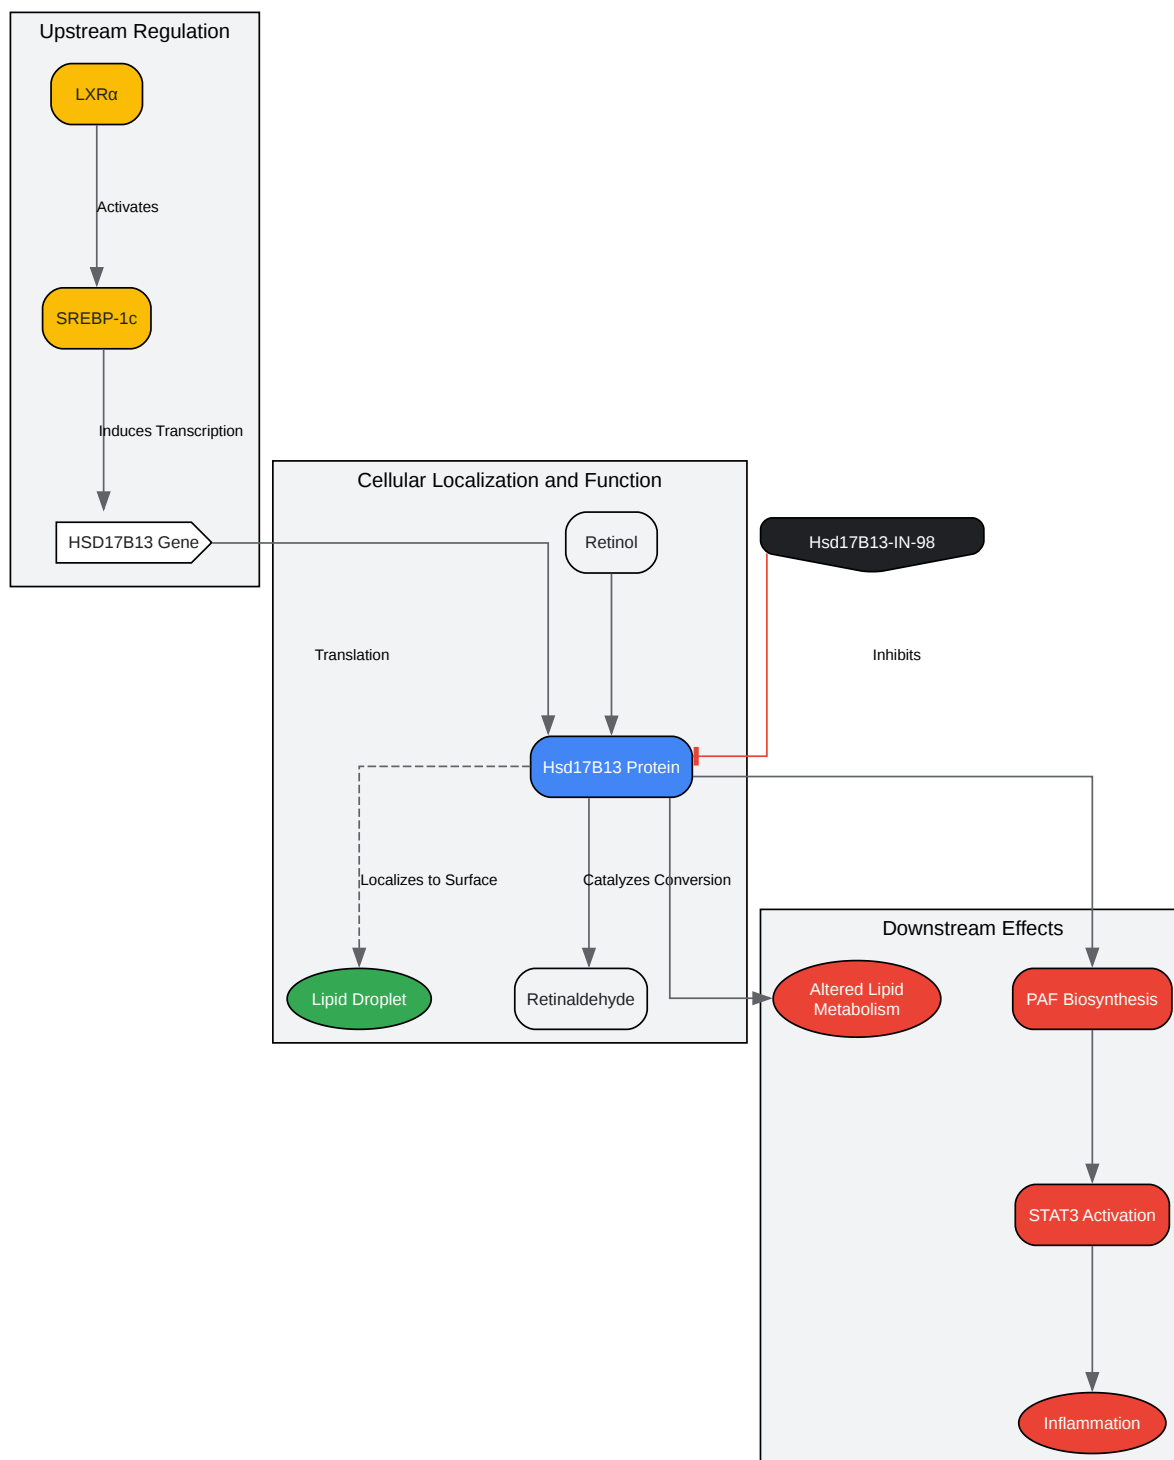 Upstream Regulation
LXRα
Activates
SREBP-1c
Induces Transcription
HSD17B13 Gene
Cellular Localization and Function
Retinol
Hsd17B13-IN-98
Translation
Inhibits
Hsd17B13 Protein
Localizes to Surface
Catalyzes Conversion
Lipid Droplet
Retinaldehyde
Downstream Effects
Altered Lipid
Metabolism
PAF Biosynthesis
STAT3 Activation
Inflammation